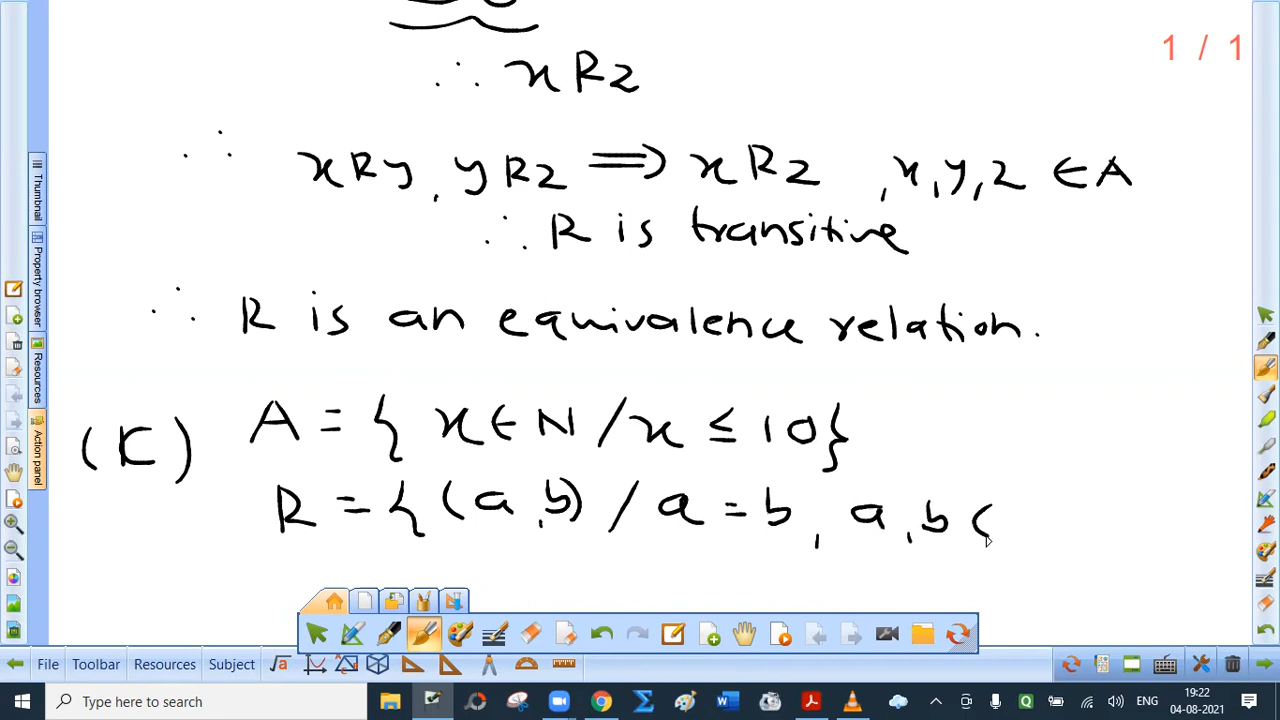 1 / 1
∴ xRz
∴ xRy, yRz ⟹ xRz , x,y,z ∈ A
∴ R is transitive
∴ R is an equivalence relation.
(K) A = { x ∈ N / x ≤ 10}
R = { (a,b) / a = b , a, b (
Thumbnail
Property browser
Resources
Action panel
File Toolbar Resources Subject
Type here to search
ENG
19:22
04-08-2021